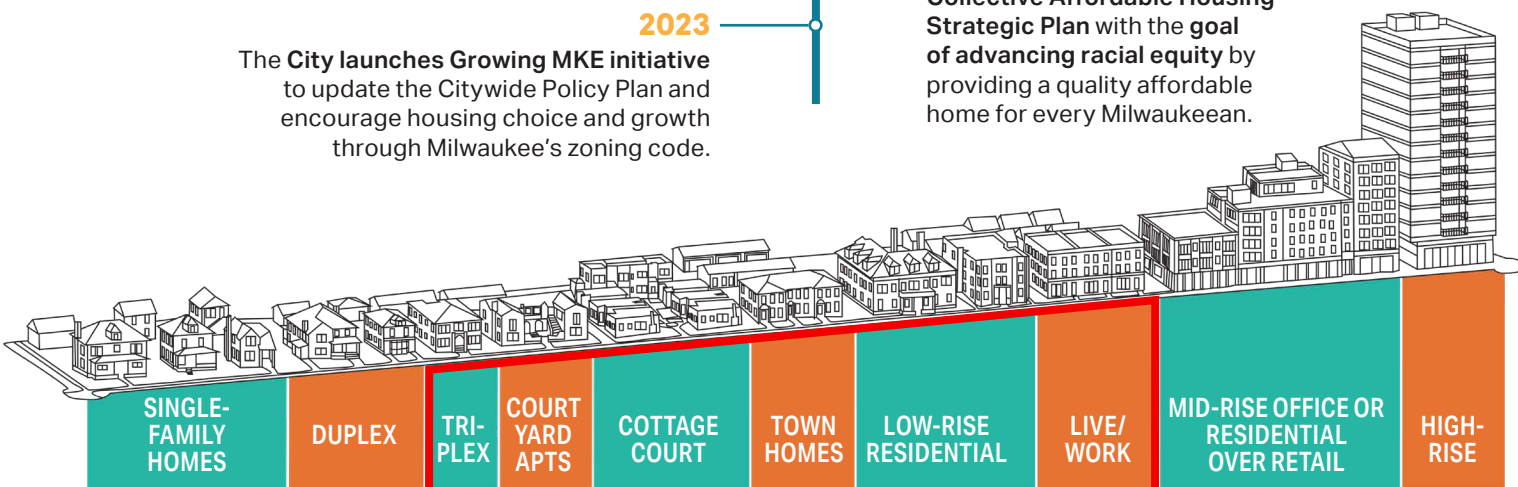 2023
The City launches Growing MKE initiative
to update the Citywide Policy Plan and
encourage housing choice and growth
through Milwaukee's zoning code.
Collective Affordable Housing
Strategic Plan with the goal
of advancing racial equity by
providing a quality affordable
home for every Milwaukeean.
SINGLE-
FAMILY
HOMES
DUPLEX
TRI-
PLEX
COURT
YARD
APTS
COTTAGE
COURT
TOWN
HOMES
LOW-RISE
RESIDENTIAL
LIVE/
WORK
MID-RISE OFFICE OR
RESIDENTIAL
OVER RETAIL
HIGH-
RISE